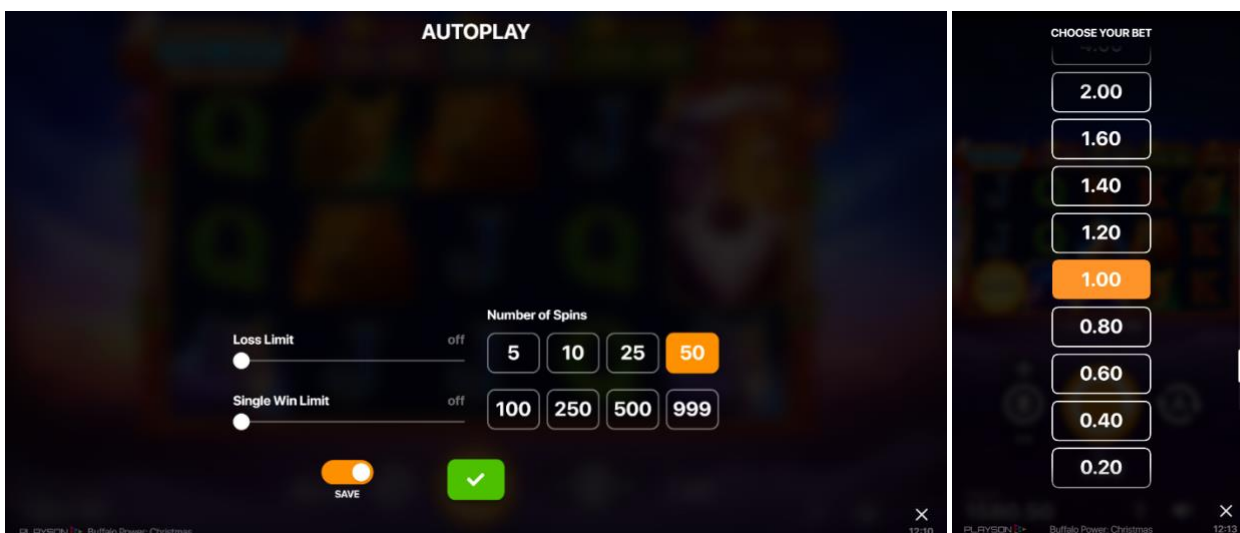 AUTOPLAY
Number of Spins
Loss Limit off
5 10 25 50
Single Win Limit off
100 250 500 999
SAVE
PLAYSON Buffalo Power: Christmas
12:10
CHOOSE YOUR BET
2.00
1.60
1.40
1.20
1.00
0.80
0.60
0.40
0.20
PLAYSON Buffalo Power: Christmas
12:13